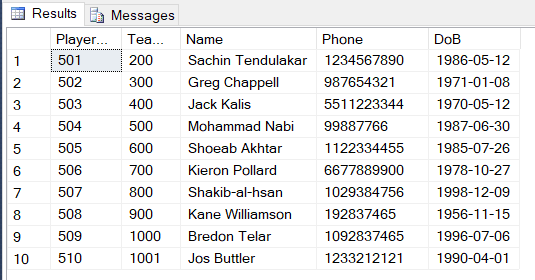 Results Messages
Player... Tea... Name Phone DoB
1 501 200 Sachin Tendulakar 1234567890 1986-05-12
2 502 300 Greg Chappell 987654321 1971-01-08
3 503 400 Jack Kalis 5511223344 1970-05-12
4 504 500 Mohammad Nabi 99887766 1987-06-30
5 505 600 Shoeab Akhtar 1122334455 1985-07-26
6 506 700 Kieron Pollard 6677889900 1978-10-27
7 507 800 Shakib-al-hsan 1029384756 1998-12-09
8 508 900 Kane Williamson 192837465 1956-11-15
9 509 1000 Bredon Telar 1092837465 1996-07-06
10 510 1001 Jos Buttler 1233212121 1990-04-01